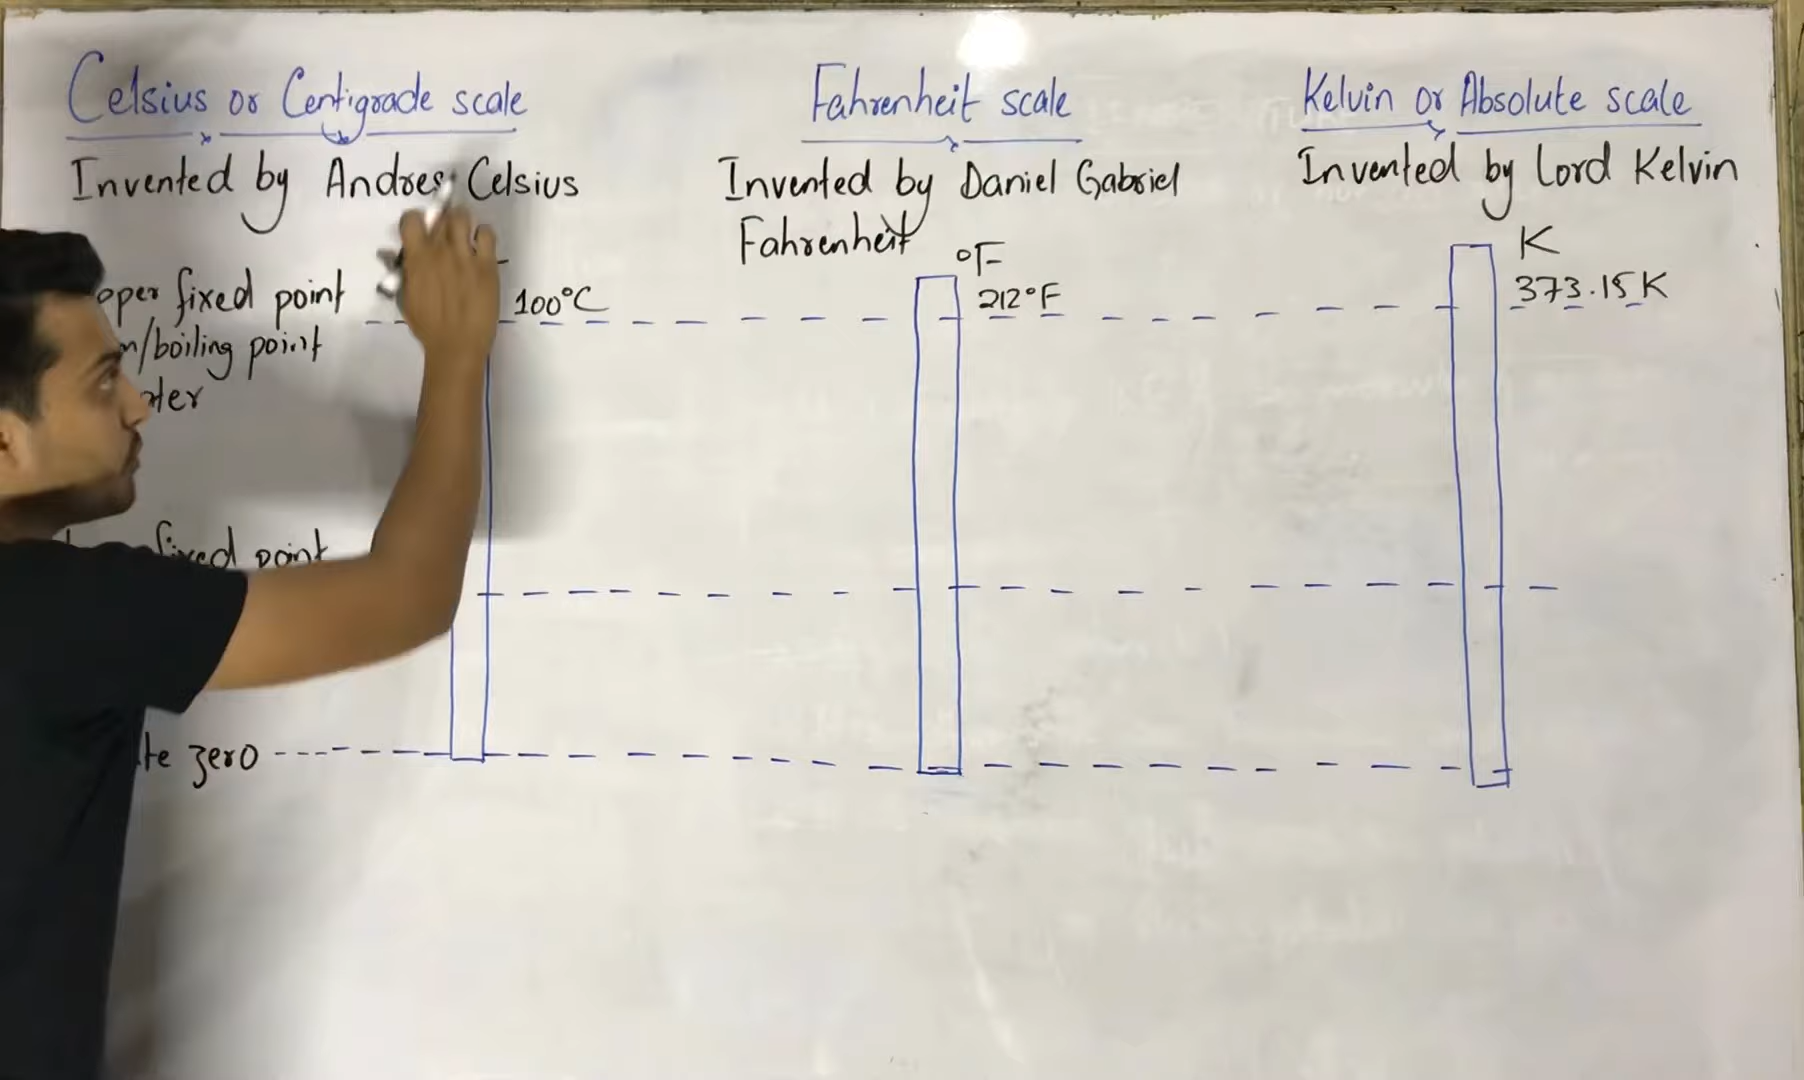 Celsius or Centigrade scale
Invented by Andres Celsius
Fahrenheit scale
Invented by Daniel Gabriel
Fahrenheit
Kelvin or Absolute scale
Invented by Lord Kelvin
fixed point
/boiling point
100°C
°F
212°F
K
373.15K
fixed point
zero